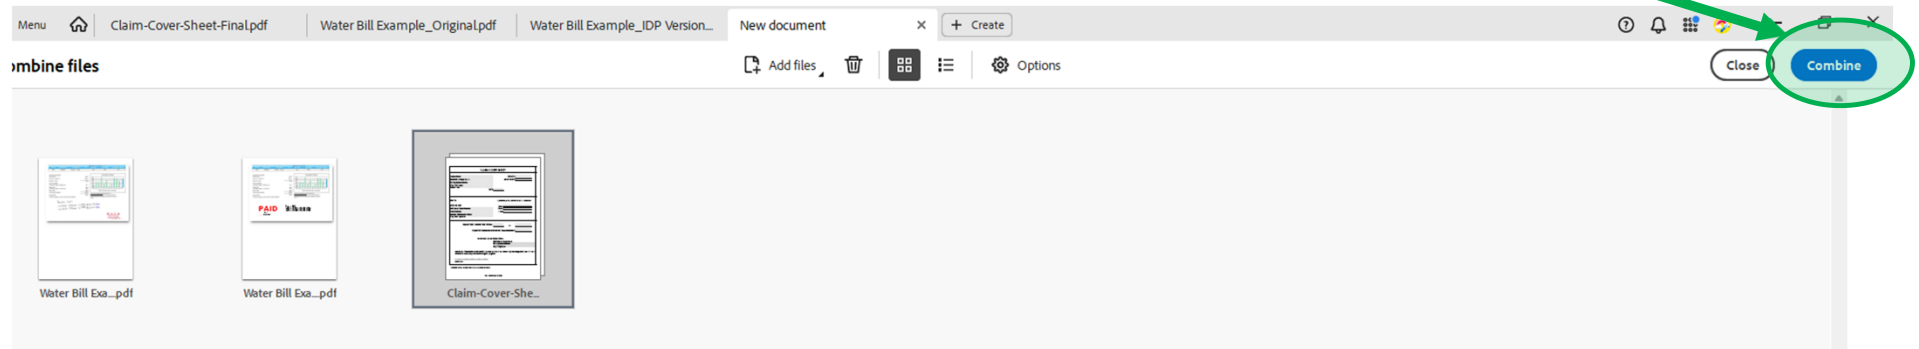 Menu
Claim-Cover-Sheet-Final.pdf
Water Bill Example_Original.pdf
Water Bill Example_IDP Version...
New document
+ Create
ombine files
Add files
Options
Close
Combine
PAID
Water Bill Exa...pdf
Water Bill Exa...pdf
Claim-Cover-She...